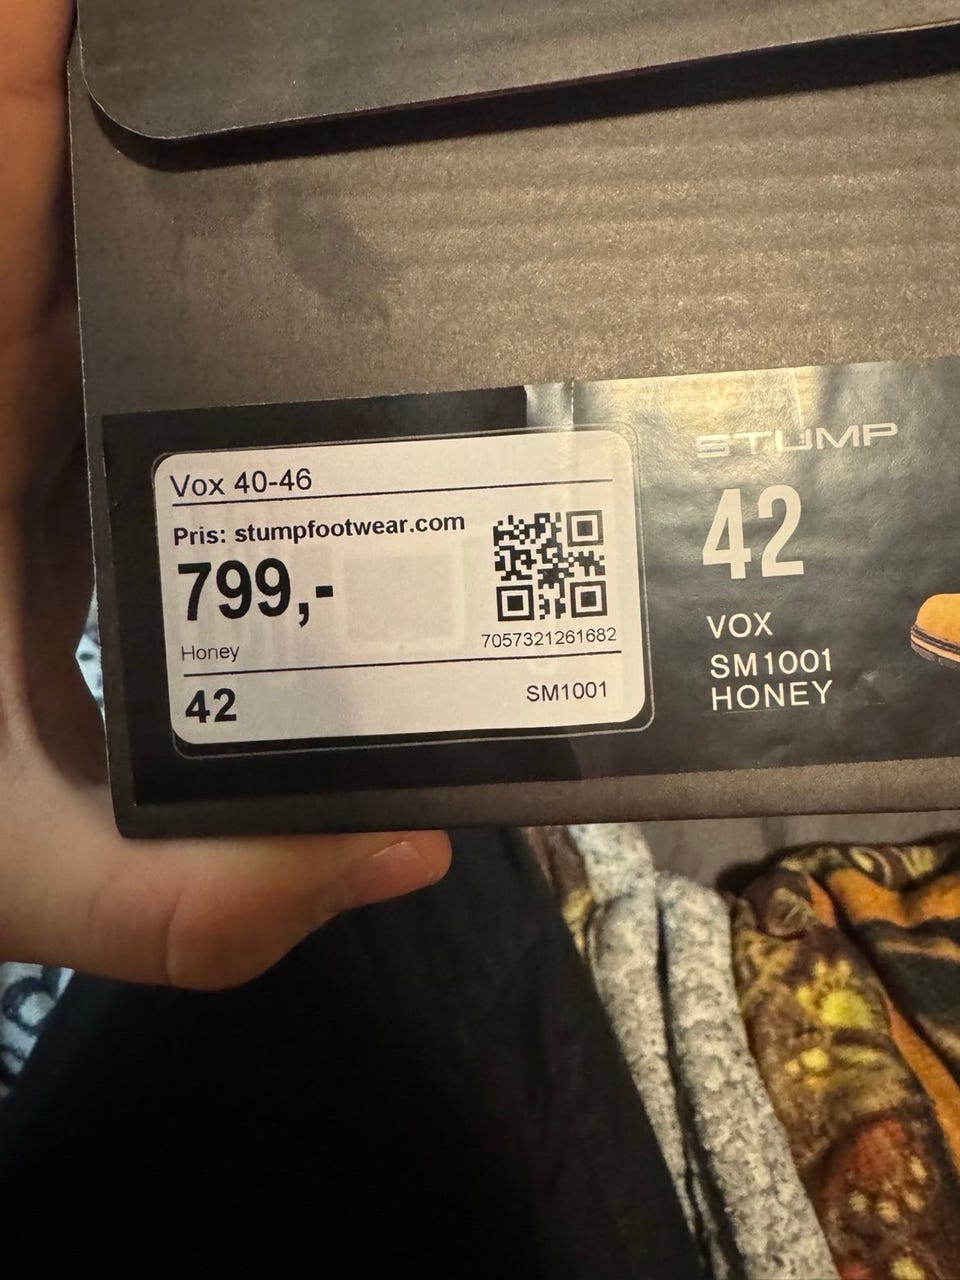 Vox 40-46
Pris: stumpfootwear.com
799,-
7057321261682
Honey
42
SM1001
STUMP
42
VOX
SM1001
HONEY